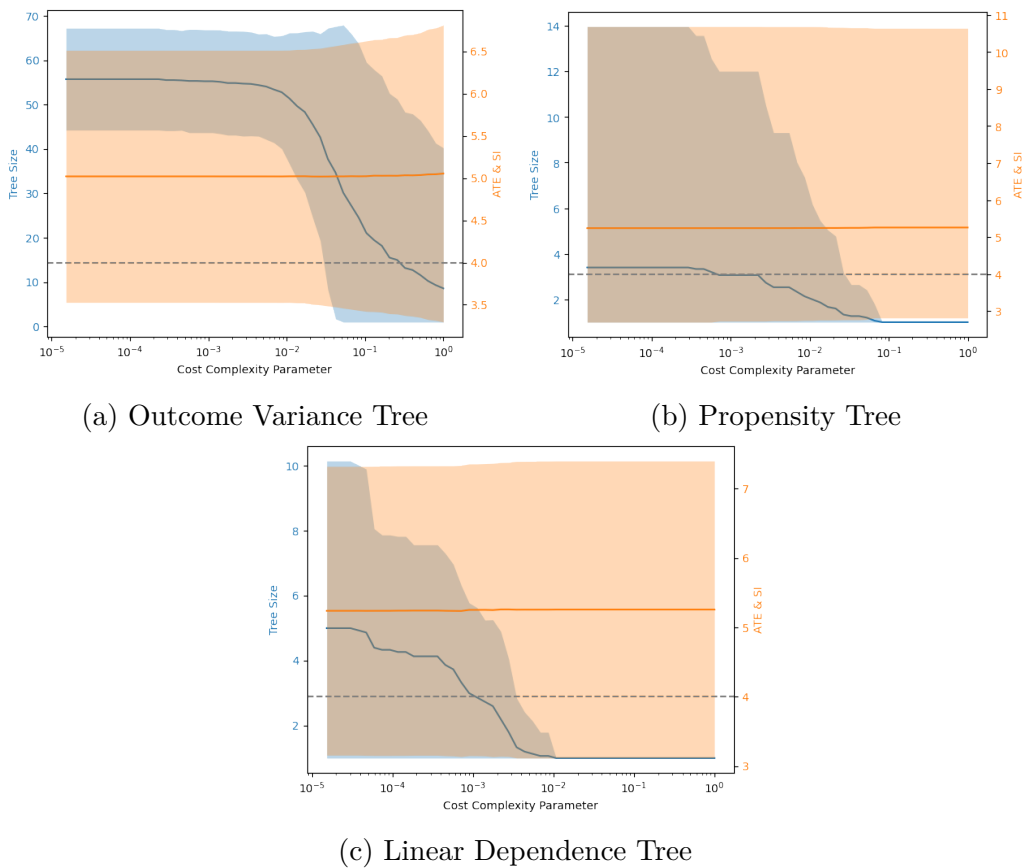 70
60
50
40
30
20
10
0
Tree Size
6.5
6.0
5.5
5.0
4.5
4.0
3.5
ATE & SI
10⁻⁵ 10⁻⁴ 10⁻³ 10⁻² 10⁻¹ 10⁰
Cost Complexity Parameter
(a) Outcome Variance Tree
14
12
10
8
6
4
2
Tree Size
11
10
9
8
7
6
5
4
3
ATE & SI
10⁻⁵ 10⁻⁴ 10⁻³ 10⁻² 10⁻¹ 10⁰
Cost Complexity Parameter
(b) Propensity Tree
10
8
6
4
2
Tree Size
7
6
5
4
3
ATE & SI
10⁻⁵ 10⁻⁴ 10⁻³ 10⁻² 10⁻¹ 10⁰
Cost Complexity Parameter
(c) Linear Dependence Tree